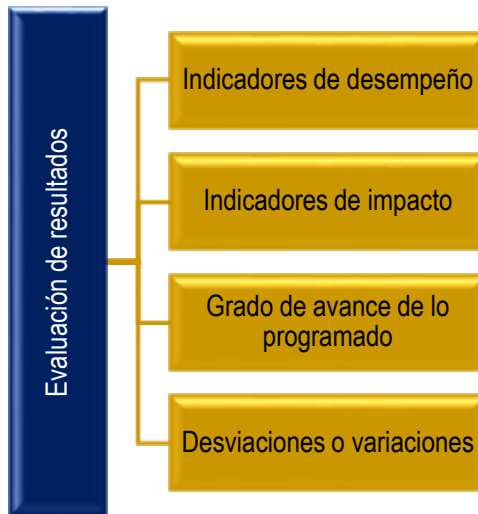 Evaluación de resultados
Indicadores de desempeño
Indicadores de impacto
Grado de avance de lo
programado
Desviaciones o variaciones